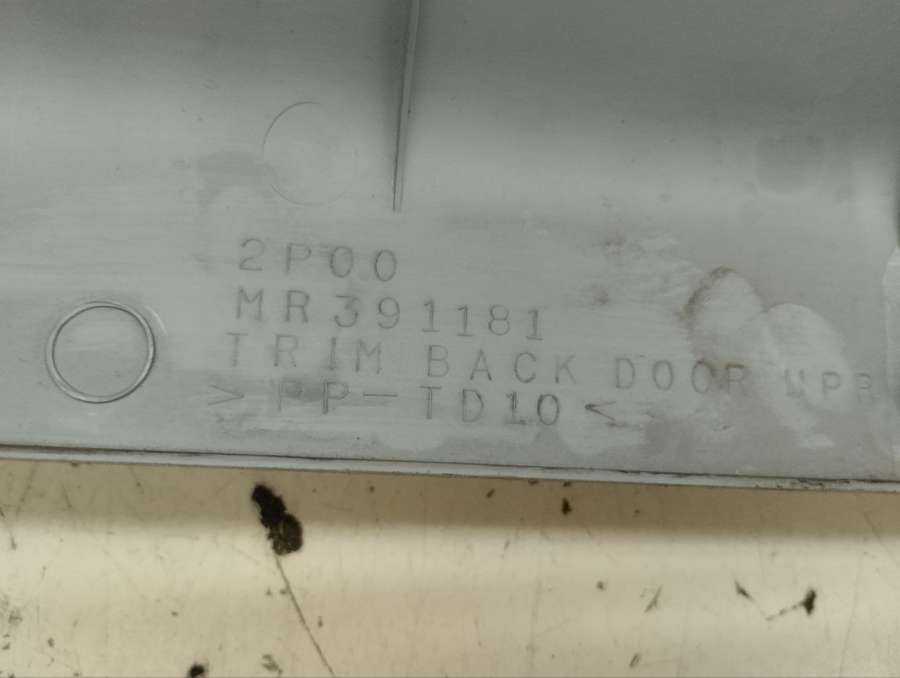 2P00
MR391181
TRIM BACK DOOR UPR
>PP-TD10<